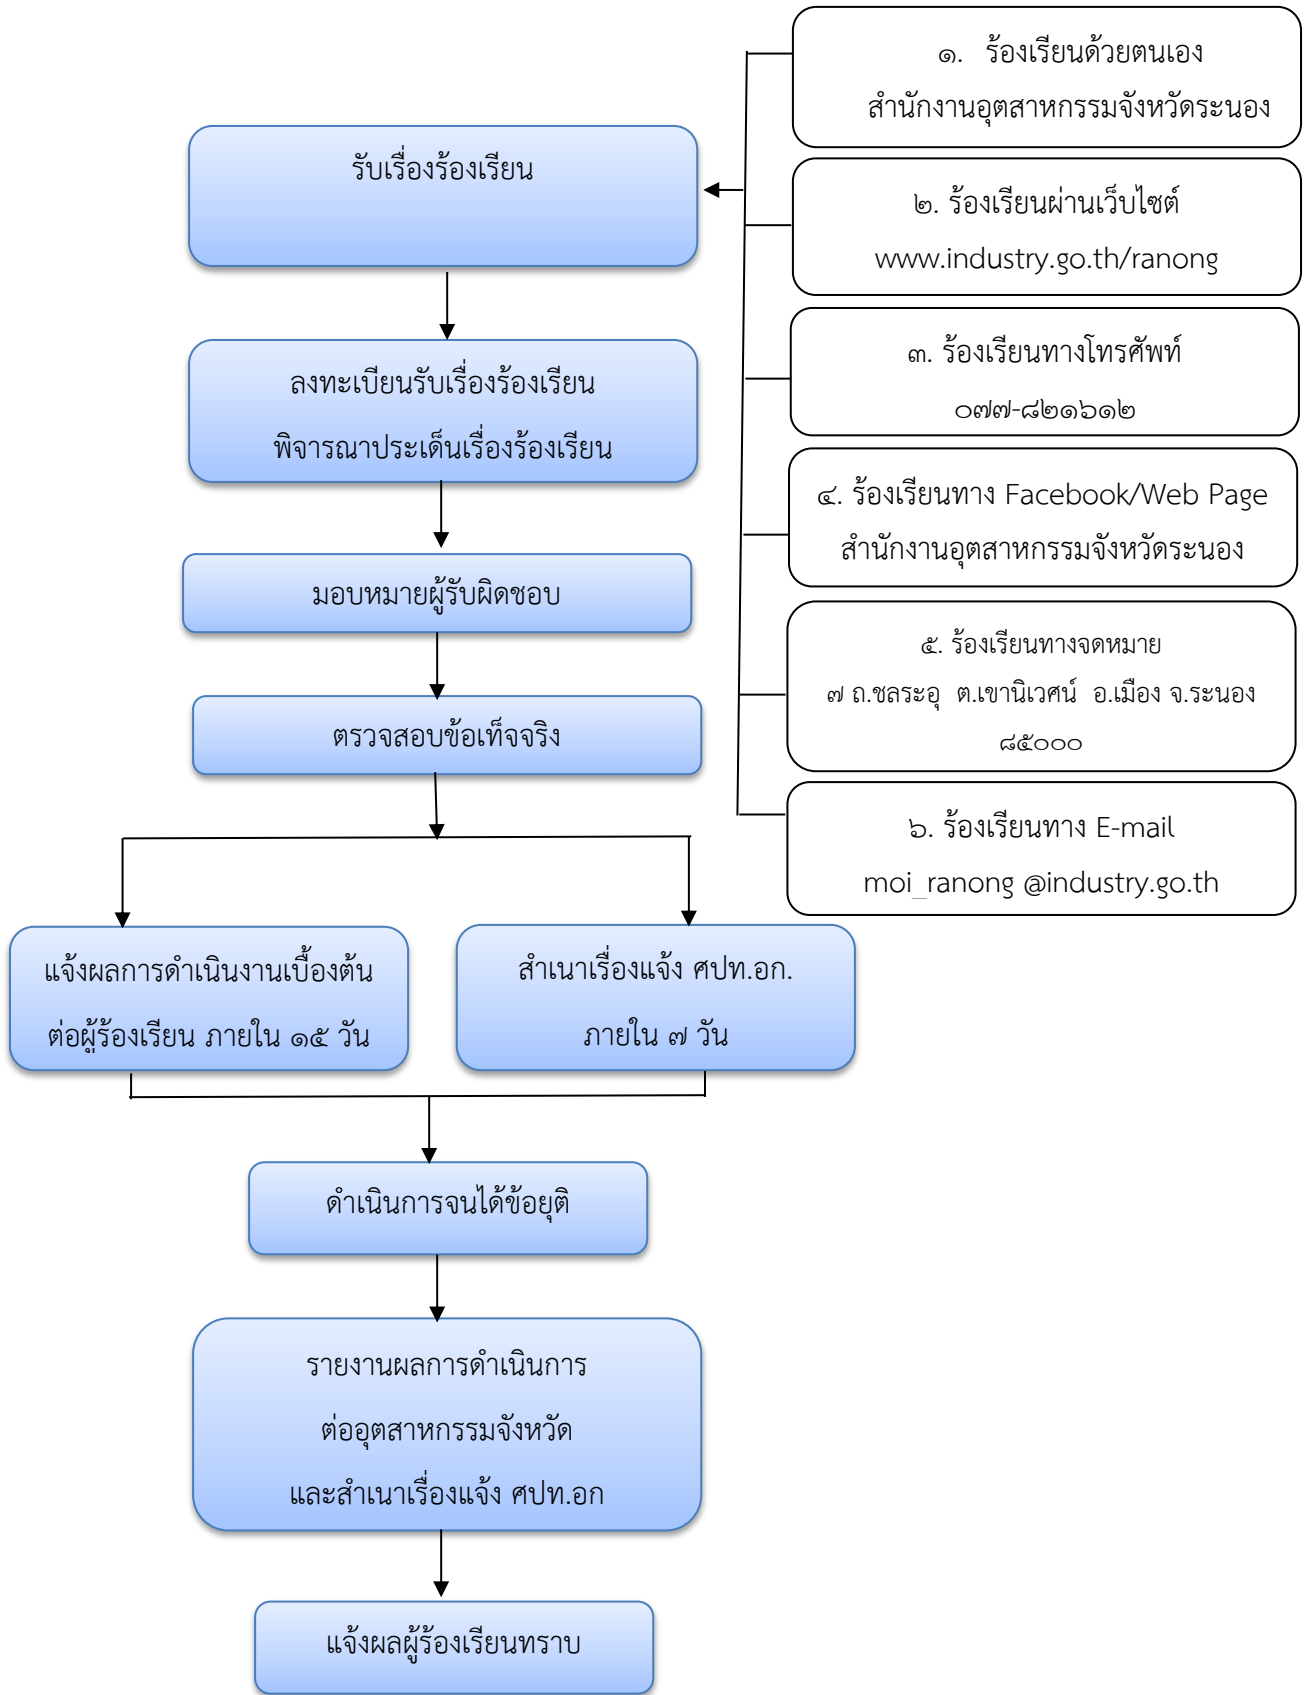 ๑. ร้องเรียนด้วยตนเอง
สำนักงานอุตสาหกรรมจังหวัดระนอง
รับเรื่องร้องเรียน
๒. ร้องเรียนผ่านเว็บไซต์
www.industry.go.th/ranong
๓. ร้องเรียนทางโทรศัพท์
๐๗๗-๘๒๑๖๑๒
ลงทะเบียนรับเรื่องร้องเรียน
พิจารณาประเด็นเรื่องร้องเรียน
๔. ร้องเรียนทาง Facebook/Web Page
สำนักงานอุตสาหกรรมจังหวัดระนอง
มอบหมายผู้รับผิดชอบ
๕. ร้องเรียนทางจดหมาย
๗ ถ.ชลระอุ ต.เขานิเวศน์ อ.เมือง จ.ระนอง
๘๕๐๐๐
ตรวจสอบข้อเท็จจริง
๖. ร้องเรียนทาง E-mail
moi_ranong @industry.go.th
แจ้งผลการดำเนินงานเบื้องต้น
ต่อผู้ร้องเรียน ภายใน ๑๕ วัน
สำเนาเรื่องแจ้ง ศปท.อก.
ภายใน ๗ วัน
ดำเนินการจนได้ข้อยุติ
รายงานผลการดำเนินการ
ต่ออุตสาหกรรมจังหวัด
และสำเนาเรื่องแจ้ง ศปท.อก
แจ้งผลผู้ร้องเรียนทราบ